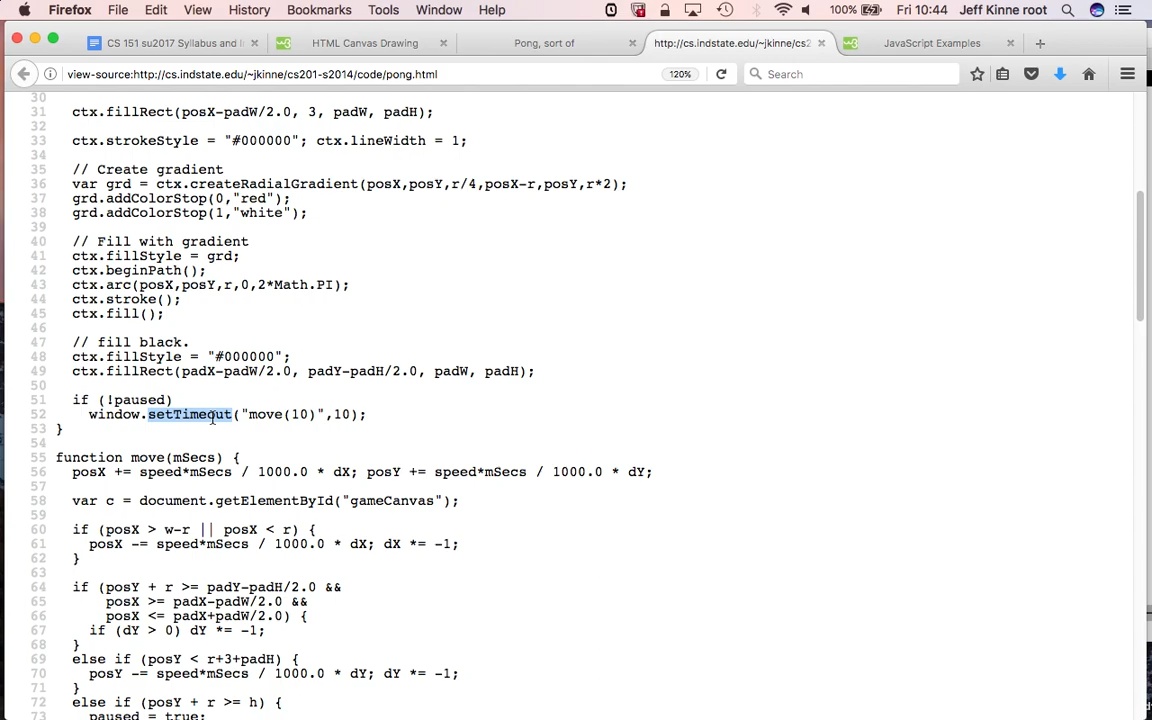 Firefox File Edit View History Bookmarks Tools Window Help 100% Fri 10:44 Jeff Kinne root
CS 151 su2017 Syllabus and I HTML Canvas Drawing Pong, sort of http://cs.indstate.edu/~jkinne/cs2 JavaScript Examples
view-source:http://cs.indstate.edu/~jkinne/cs201-s2014/code/pong.html 120% Search
30
31 ctx.fillRect(posX-padW/2.0, 3, padW, padH);
32
33 ctx.strokeStyle = "#000000"; ctx.lineWidth = 1;
34
35 // Create gradient
36 var grd = ctx.createRadialGradient(posX,posY,r/4,posX-r,posY,r*2);
37 grd.addColorStop(0,"red");
38 grd.addColorStop(1,"white");
39
40 // Fill with gradient
41 ctx.fillStyle = grd;
42 ctx.beginPath();
43 ctx.arc(posX,posY,r,0,2*Math.PI);
44 ctx.stroke();
45 ctx.fill();
46
47 // fill black.
48 ctx.fillStyle = "#000000";
49 ctx.fillRect(padX-padW/2.0, padY-padH/2.0, padW, padH);
50
51 if (!paused)
52 window.setTimeout("move(10)",10);
53 }
54
55 function move(mSecs) {
56 posX += speed*mSecs / 1000.0 * dX; posY += speed*mSecs / 1000.0 * dY;
57
58 var c = document.getElementById("gameCanvas");
59
60 if (posX > w-r || posX < r) {
61 posX -= speed*mSecs / 1000.0 * dX; dX *= -1;
62 }
63
64 if (posY + r >= padY-padH/2.0 &&
65 posX >= padX-padW/2.0 &&
66 posX <= padX+padW/2.0) {
67 if (dY > 0) dY *= -1;
68 }
69 else if (posY < r+3+padH) {
70 posY -= speed*mSecs / 1000.0 * dY; dY *= -1;
71 }
72 else if (posY + r >= h) {
73 paused = true;